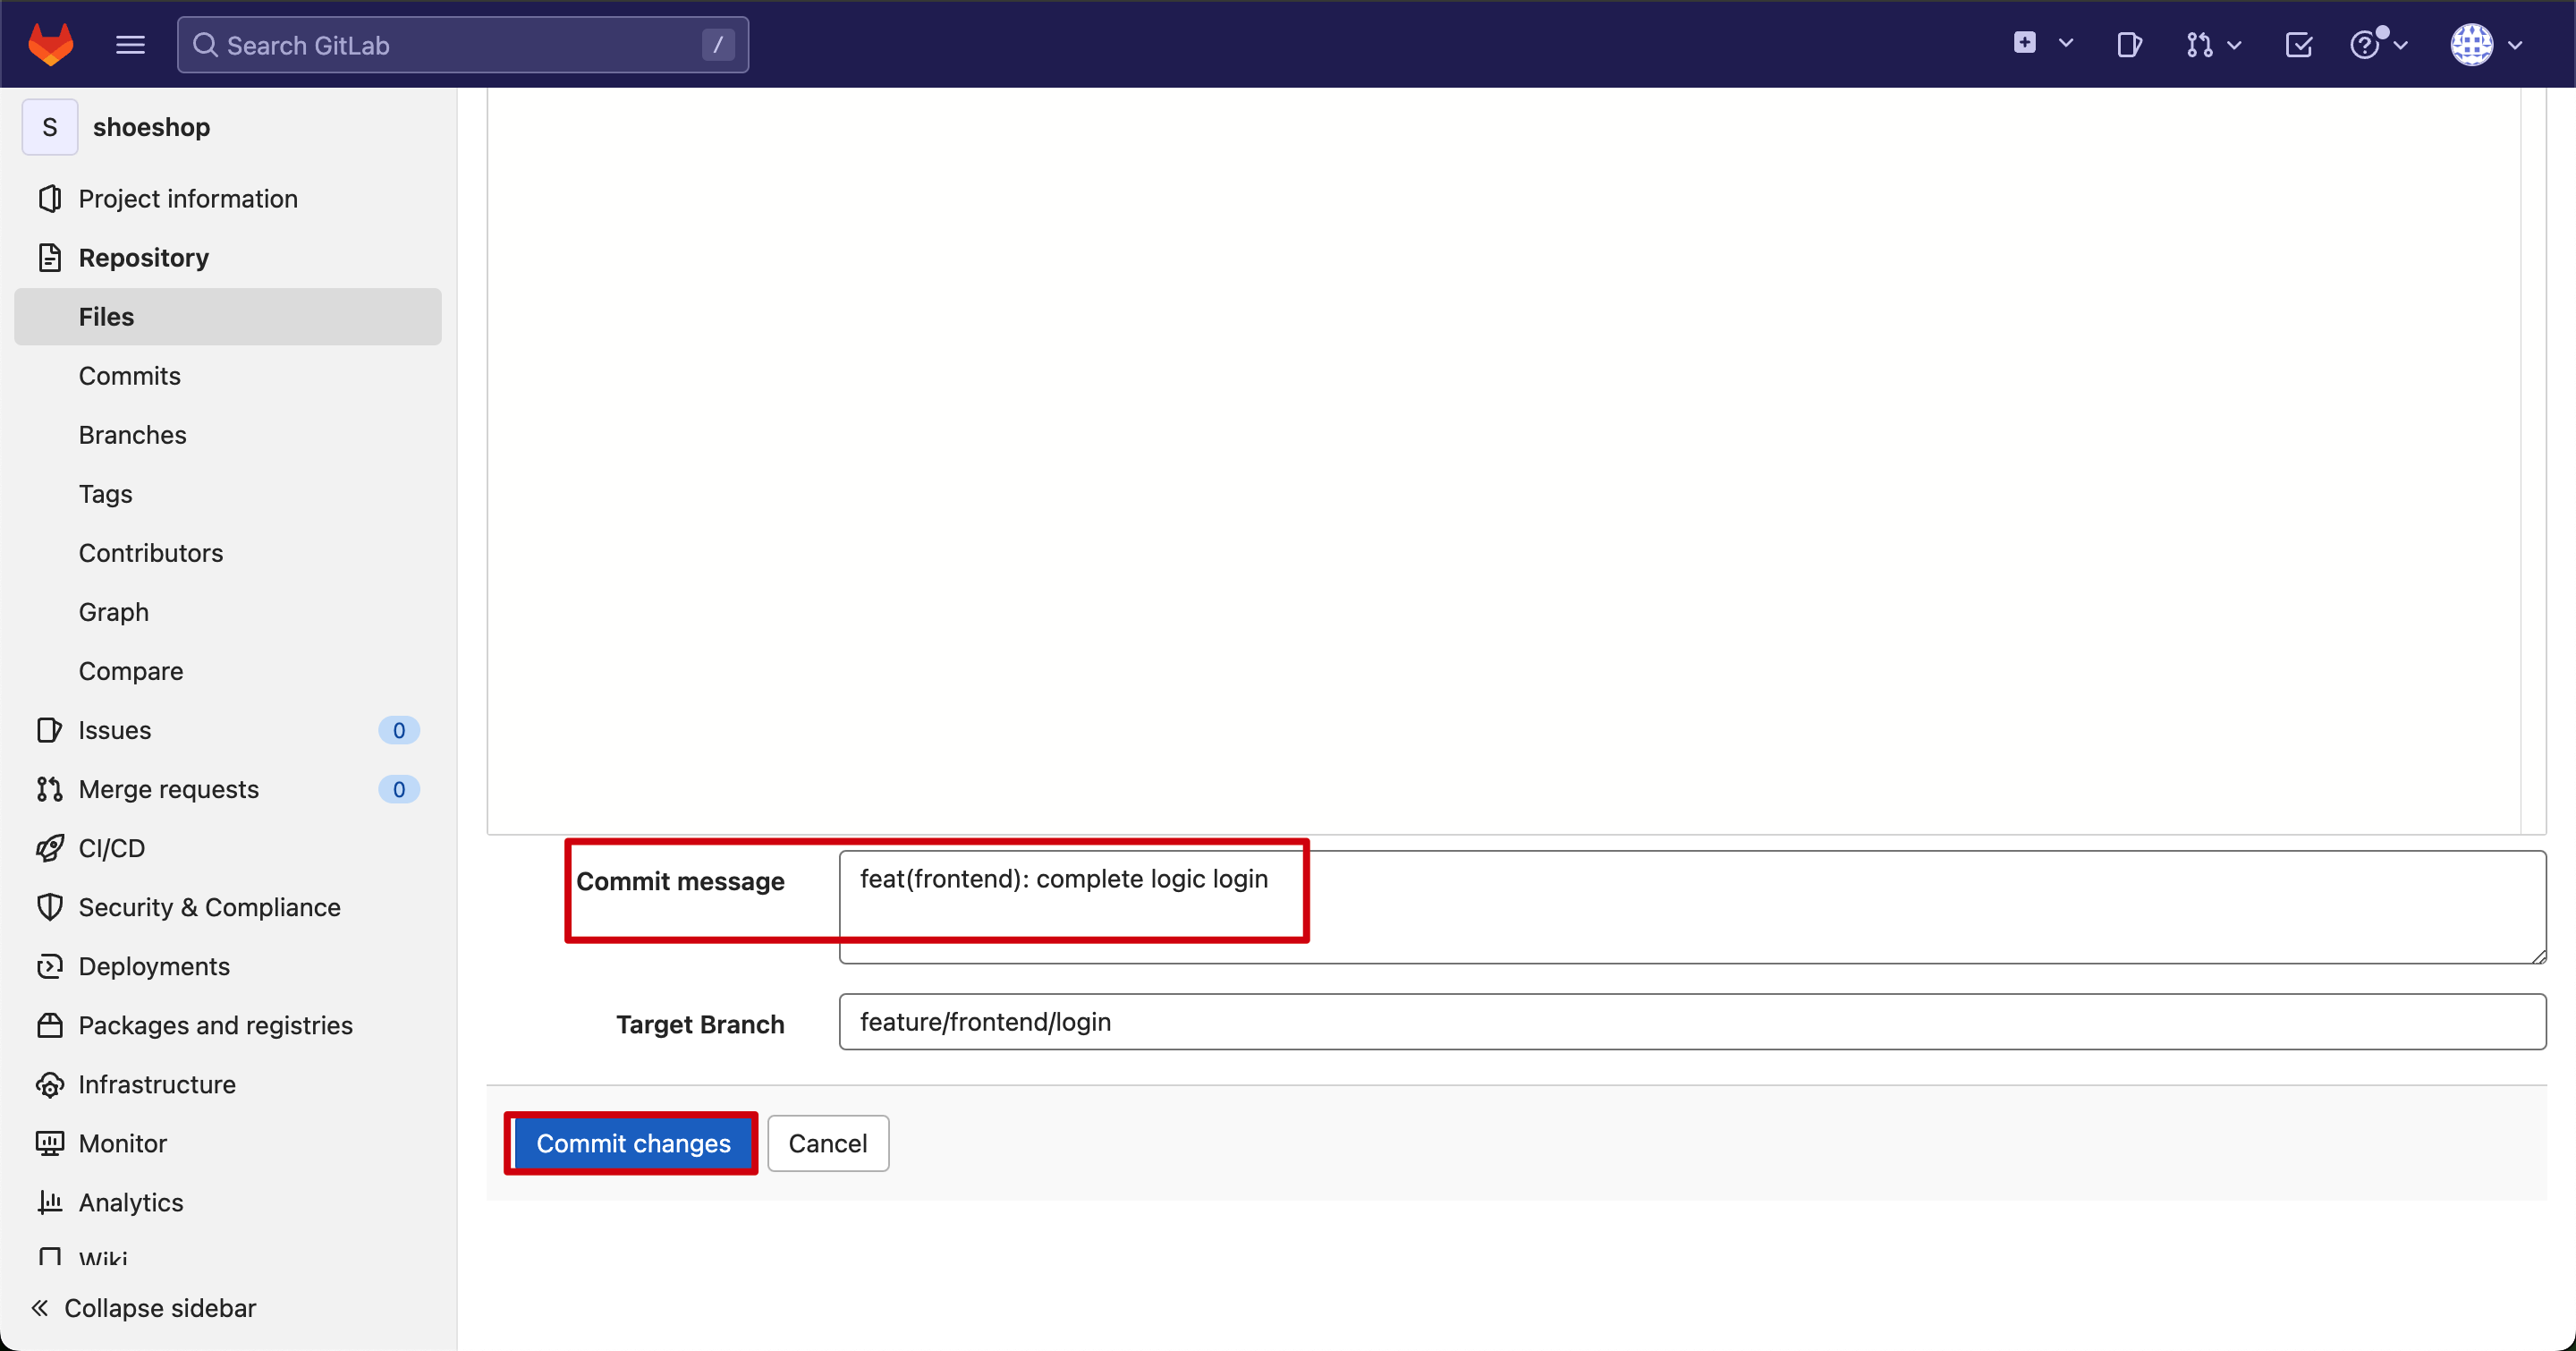 Search GitLab /
S shoeshop
Project information
Repository
Files
Commits
Branches
Tags
Contributors
Graph
Compare
Issues 0
Merge requests 0
CI/CD
Security & Compliance
Deployments
Packages and registries
Infrastructure
Monitor
Analytics
Wiki
Collapse sidebar
Commit message feat(frontend): complete logic login
Target Branch feature/frontend/login
Commit changes Cancel